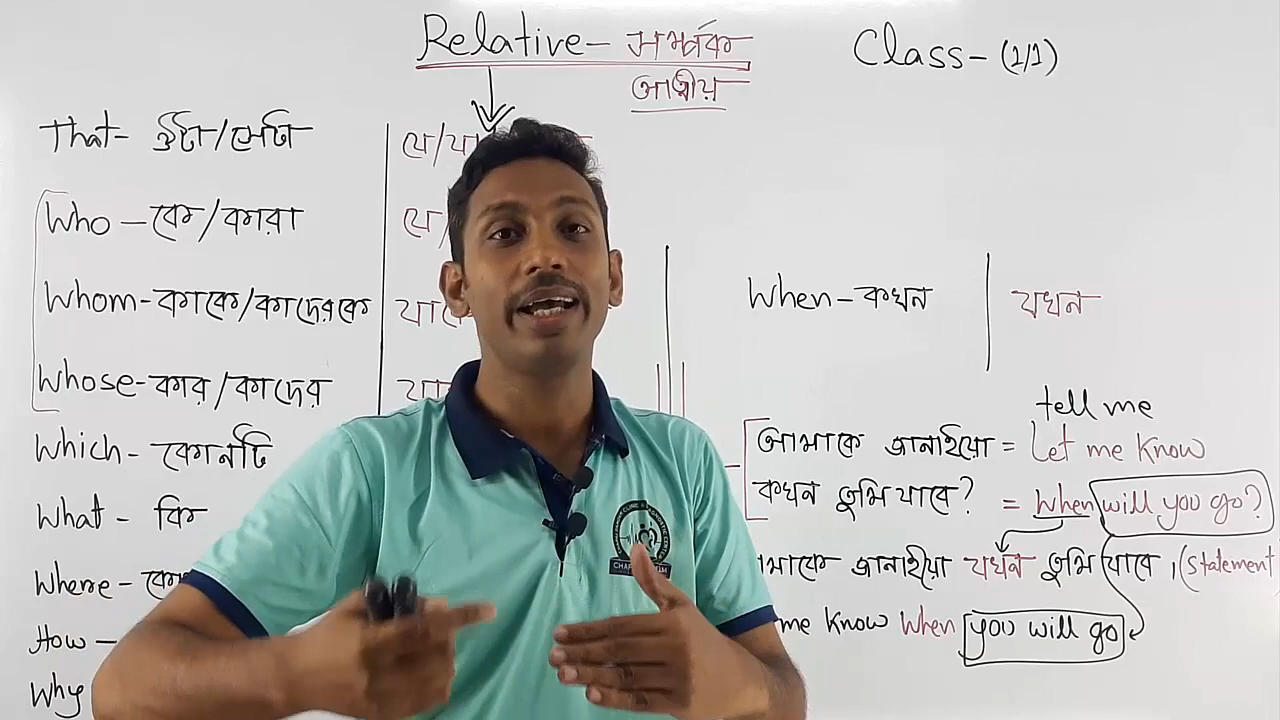 Relative - সম্পর্ক
আত্মীয়
Class - (1/1)
That - ঐটা/সেটা
যে/যা
Who - কে/কারা
যে/
Whom - কাকে/কাদেরকে
যাকে
Whose - কার/কাদের
যার
Which - কোনটি
What - কি
Where -
How -
Why
When - কখন
যখন
tell me
আমাকে জানাইয়ো = Let me know
কখন তুমি যাবে? = When will you go?
আমাকে জানাইয়ো যখন তুমি যাবে, (Statement)
me know when you will go